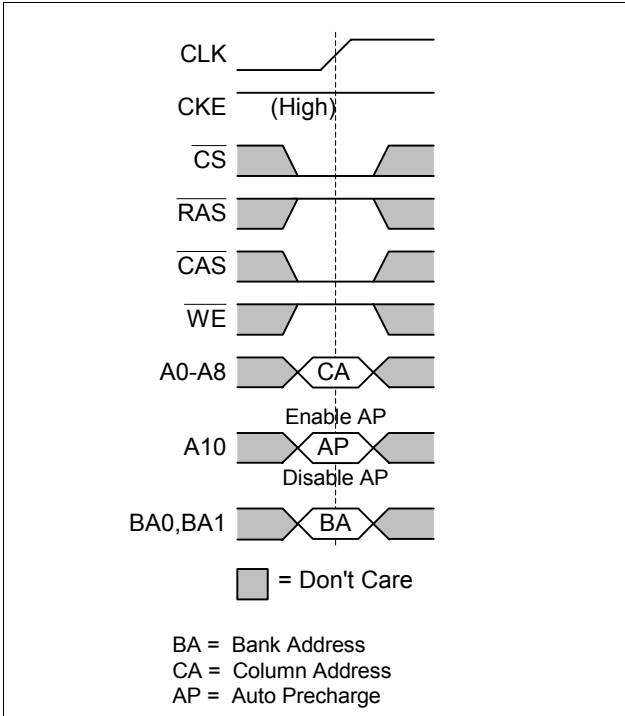 CLK
CKE (High)
CS
RAS
CAS
WE
A0-A8 CA
Enable AP
A10 AP
Disable AP
BA0,BA1 BA
= Don't Care
BA = Bank Address
CA = Column Address
AP = Auto Precharge